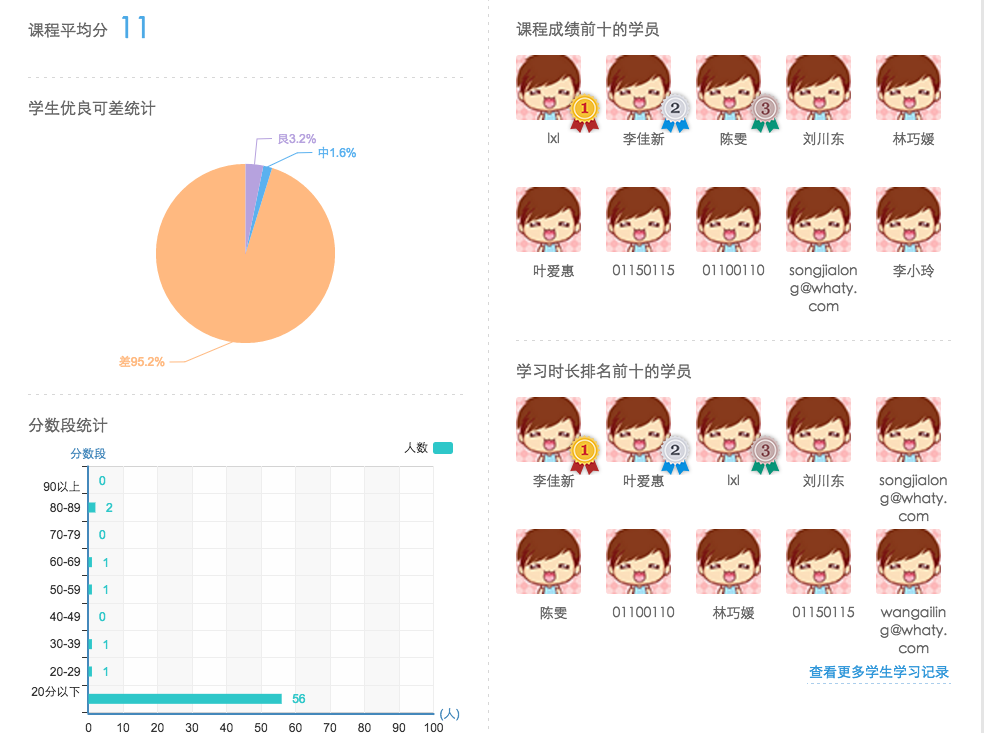 课程平均分 11
学生优良可差统计
良3.2%
中1.6%
差95.2%
分数段统计
人数
分数段
90以上 0
80-89 2
70-79 0
60-69 1
50-59 1
40-49 0
30-39 1
20-29 1
20分以下 56
(人)
0 10 20 30 40 50 60 70 80 90 100
课程成绩前十的学员
1 2 3
lxl 李佳新 陈雯 刘川东 林巧媛
叶爱惠 01150115 01100110 songjialon 李小玲
g@whaty.
com
学习时长排名前十的学员
1 2 3
李佳新 叶爱惠 lxl 刘川东 songjialon
g@whaty.
com
陈雯 01100110 林巧媛 01150115 wangailin
g@whaty.
com
查看更多学生学习记录